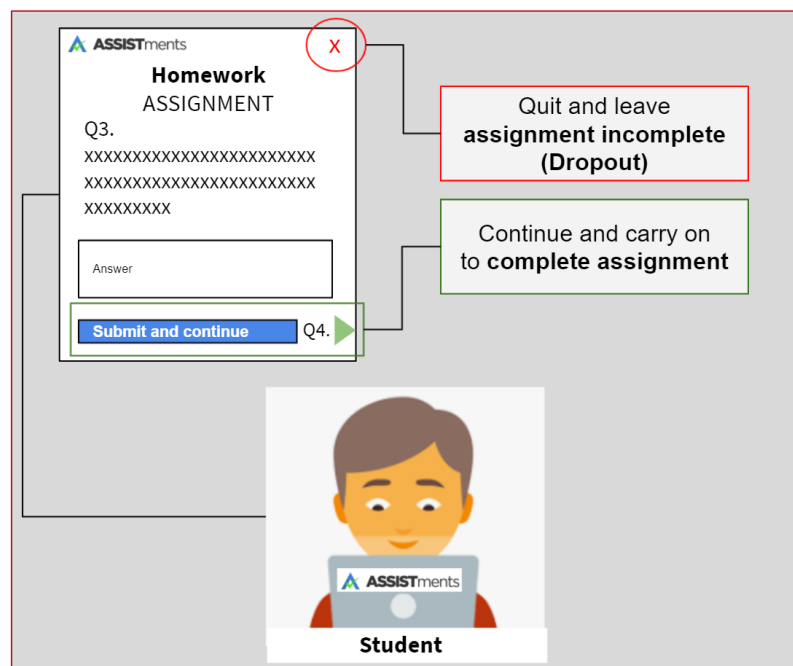 ASSISTments
X
Homework
ASSIGNMENT
Q3.
xxxxxxxxxxxxxxxxxxxxxxxx
xxxxxxxxxxxxxxxxxxxxxxxx
xxxxxxxxx
Answer
Submit and continue Q4.
Quit and leave
assignment incomplete
(Dropout)
Continue and carry on
to complete assignment
ASSISTments
Student